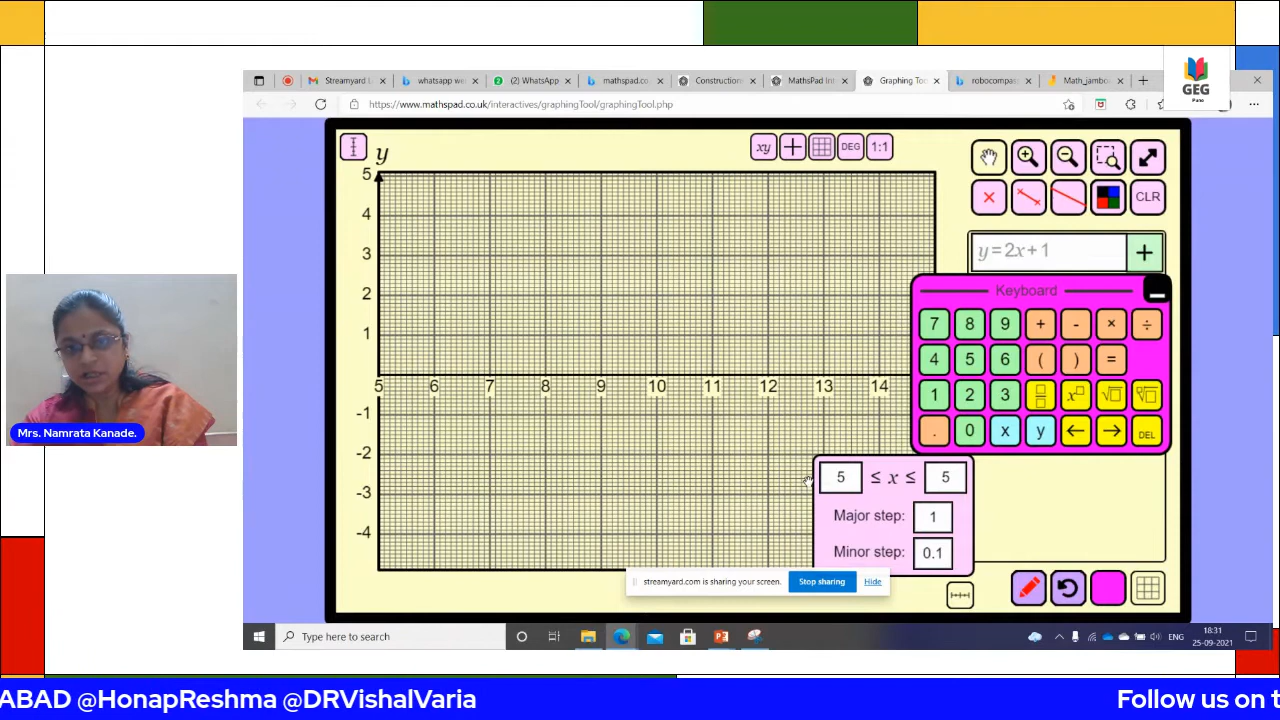 GEG
Pune
Streamyard
whatsapp we
(2) WhatsApp
mathspad.co
Construction
MathsPad In
Graphing To
robocompas
Math_jambo
https://www.mathspad.co.uk/interactives/graphingTool/graphingTool.php
y
xy
DEG
1:1
CLR
5
4
3
2
1
-1
-2
-3
-4
5 6 7 8 9 10 11 12 13 14
y=2x+1
+
Keyboard
7 8 9 + - × ÷
4 5 6 ( ) =
1 2 3 x √
. 0 x y ← → DEL
5 ≤ x ≤ 5
Major step: 1
Minor step: 0.1
Mrs. Namrata Kanade.
streamyard.com is sharing your screen.
Stop sharing
Hide
Type here to search
ENG
18:31
25-09-2021
ABAD @HonapReshma @DRVishalVaria
Follow us on t